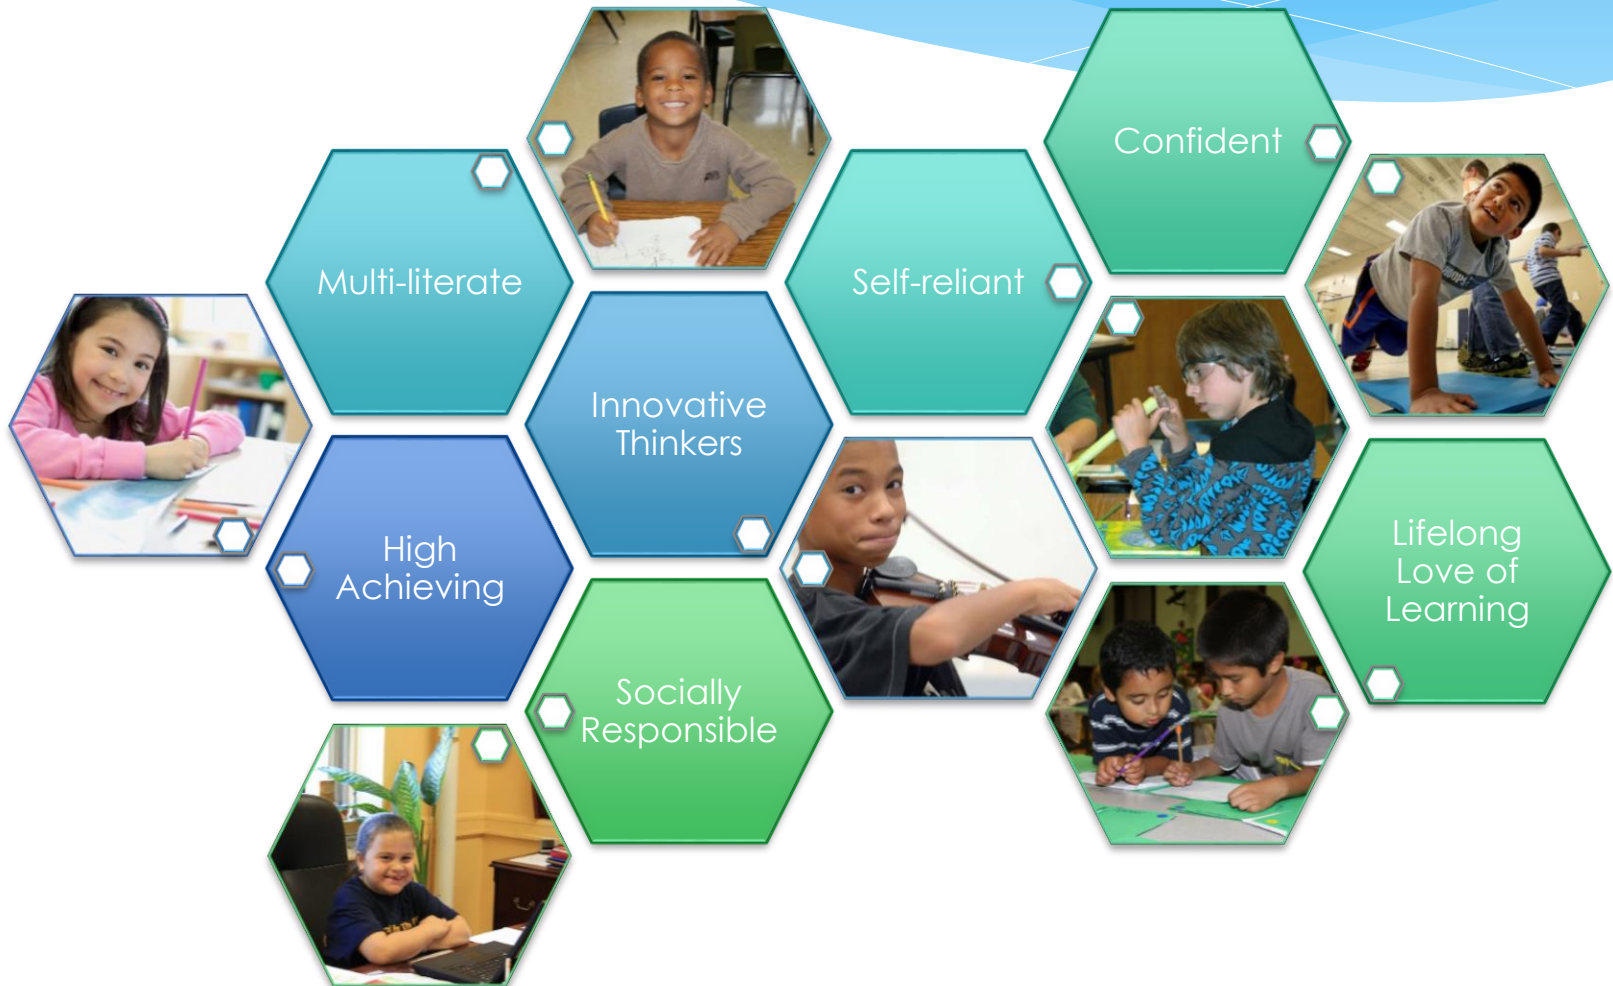 Confident
Multi-literate
Self-reliant
Innovative
Thinkers
High
Achieving
Lifelong
Love of
Learning
Socially
Responsible